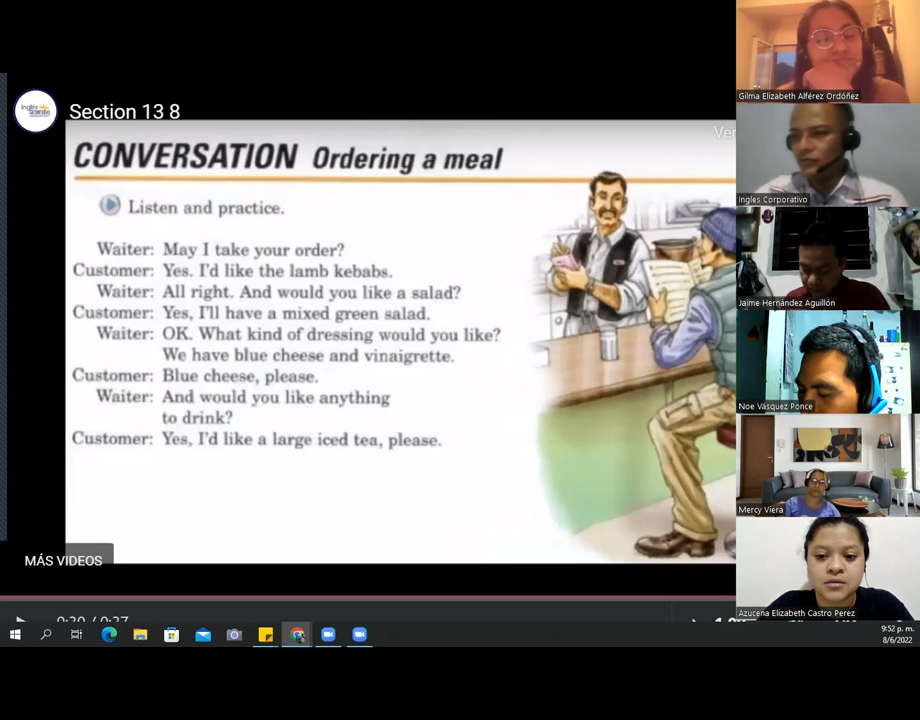 Section 13 8
CONVERSATION Ordering a meal
Listen and practice.
Waiter: May I take your order?
Customer: Yes. I'd like the lamb kebabs.
Waiter: All right. And would you like a salad?
Customer: Yes, I'll have a mixed green salad.
Waiter: OK. What kind of dressing would you like?
We have blue cheese and vinaigrette.
Customer: Blue cheese, please.
Waiter: And would you like anything
to drink?
Customer: Yes, I'd like a large iced tea, please.
MÁS VIDEOS
Gilma Elizabeth Alférez Ordóñez
Ingles Corporativo
Jaime Hernández Aguillón
Noe Vásquez Ponce
Mercy Viera
Azucena Elizabeth Castro Perez
9:52 p. m.
8/6/2022